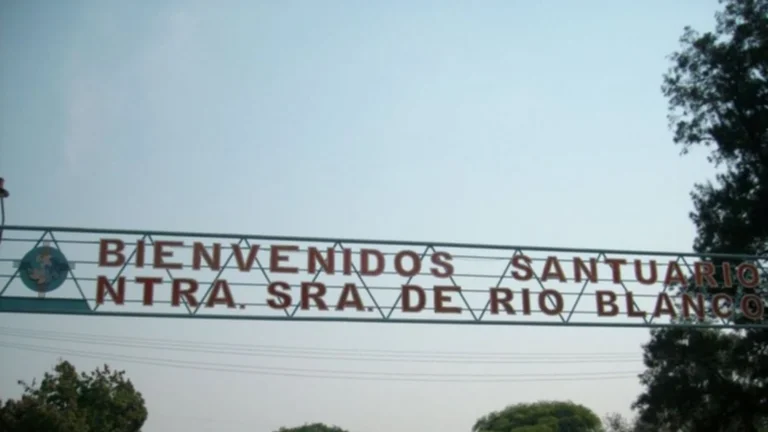 BIENVENIDOS SANTUARIO
NTRA. SRA. DE RIO BLANCO